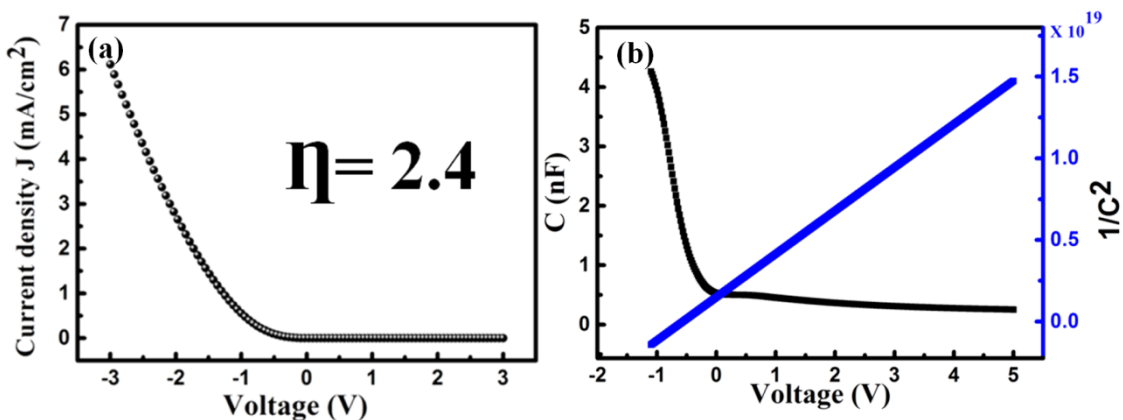 (a)
η= 2.4
Current density J (mA/cm²)
7
6
5
4
3
2
1
0
-3 -2 -1 0 1 2 3
Voltage (V)
(b)
C (nF)
5
4
3
2
1
0
-2 -1 0 1 2 3 4 5
Voltage (V)
X 10¹⁹
1.5
1.0
0.5
0.0
1/C²